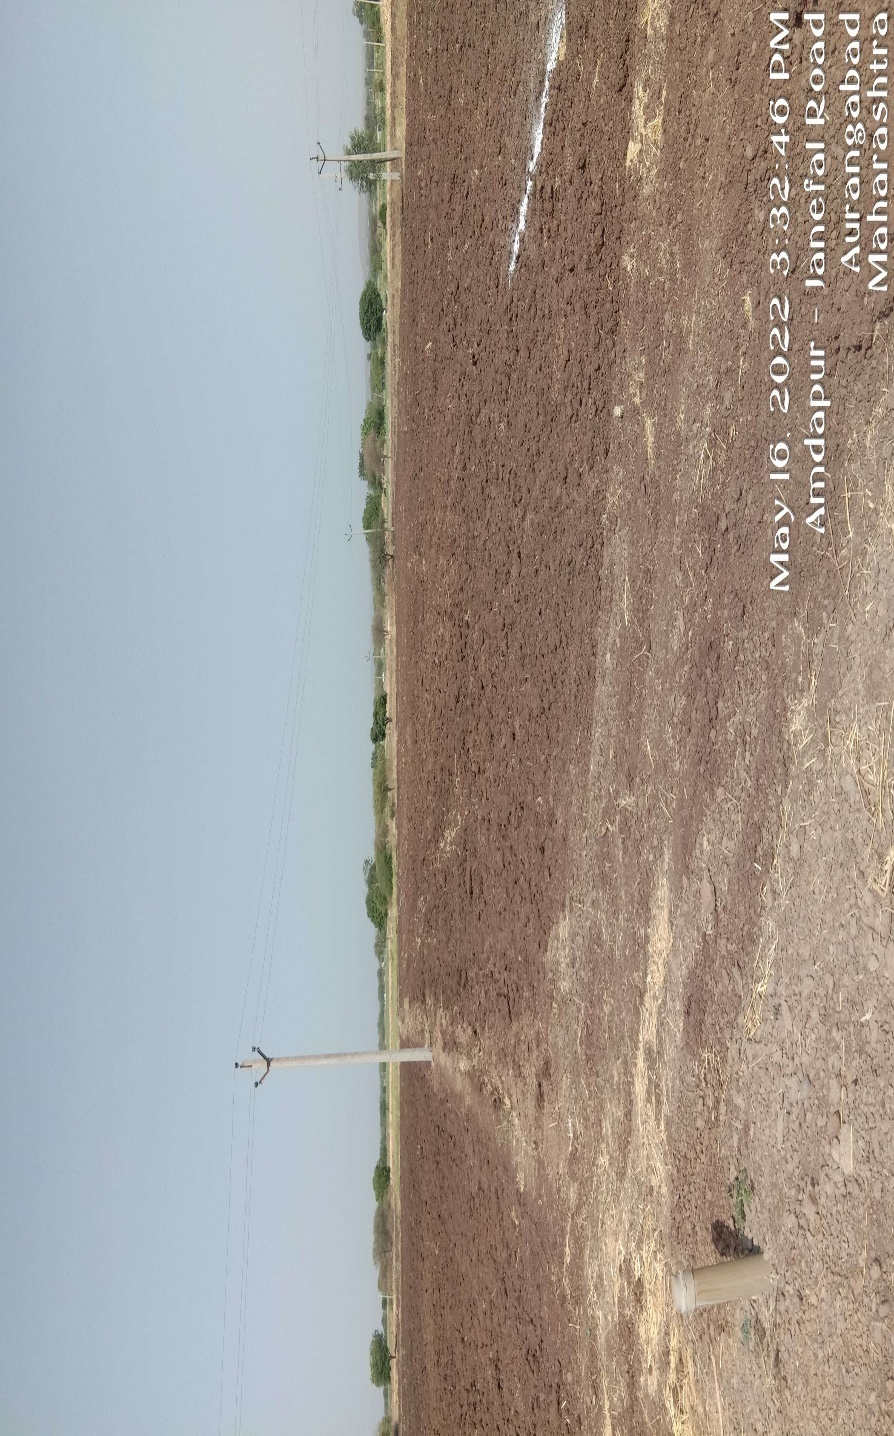 May 16, 2022 3:32:46 PM
Amdapur - Janefal Road
Aurangabad
Maharashtra